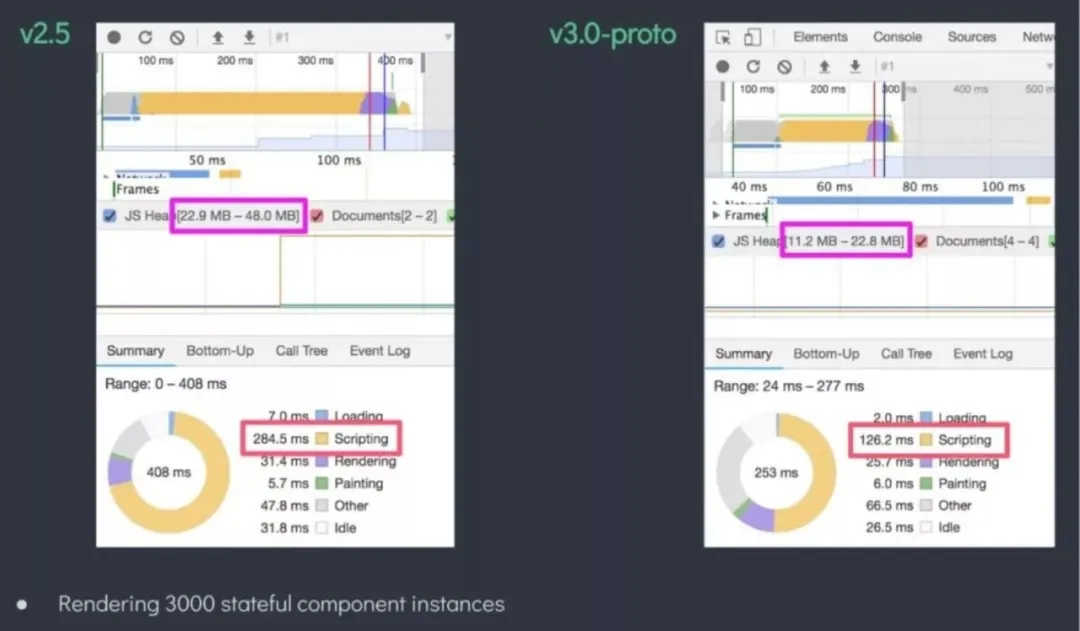 v2.5
#1
100 ms 200 ms 300 ms 400 ms
50 ms 100 ms
Network
Frames
JS Heap[22.9 MB – 48.0 MB] Documents[2 – 2]
Summary Bottom-Up Call Tree Event Log
Range: 0 – 408 ms
408 ms
7.0 ms Loading
284.5 ms Scripting
31.4 ms Rendering
5.7 ms Painting
47.8 ms Other
31.8 ms Idle
v3.0-proto
Elements Console Sources Netw
#1
100 ms 200 ms 300 ms 400 ms 500 m
40 ms 60 ms 80 ms 100 ms
Network
Frames
JS Heap[11.2 MB – 22.8 MB] Documents[4 – 4]
Summary Bottom-Up Call Tree Event Log
Range: 24 ms – 277 ms
253 ms
2.0 ms Loading
126.2 ms Scripting
25.7 ms Rendering
6.0 ms Painting
66.5 ms Other
26.5 ms Idle
• Rendering 3000 stateful component instances